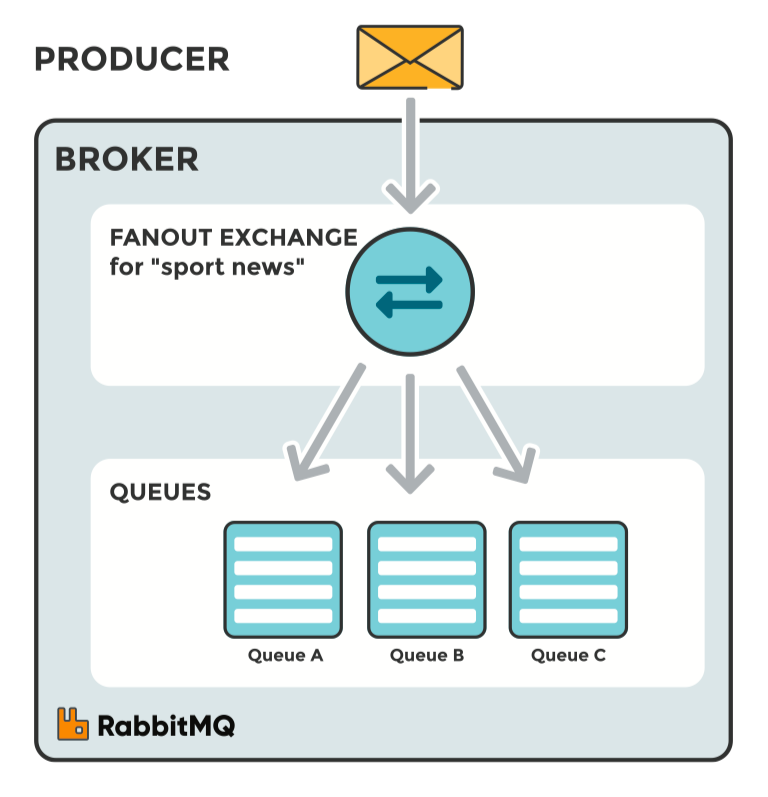 PRODUCER
BROKER
FANOUT EXCHANGE
for "sport news"
QUEUES
Queue A
Queue B
Queue C
RabbitMQ